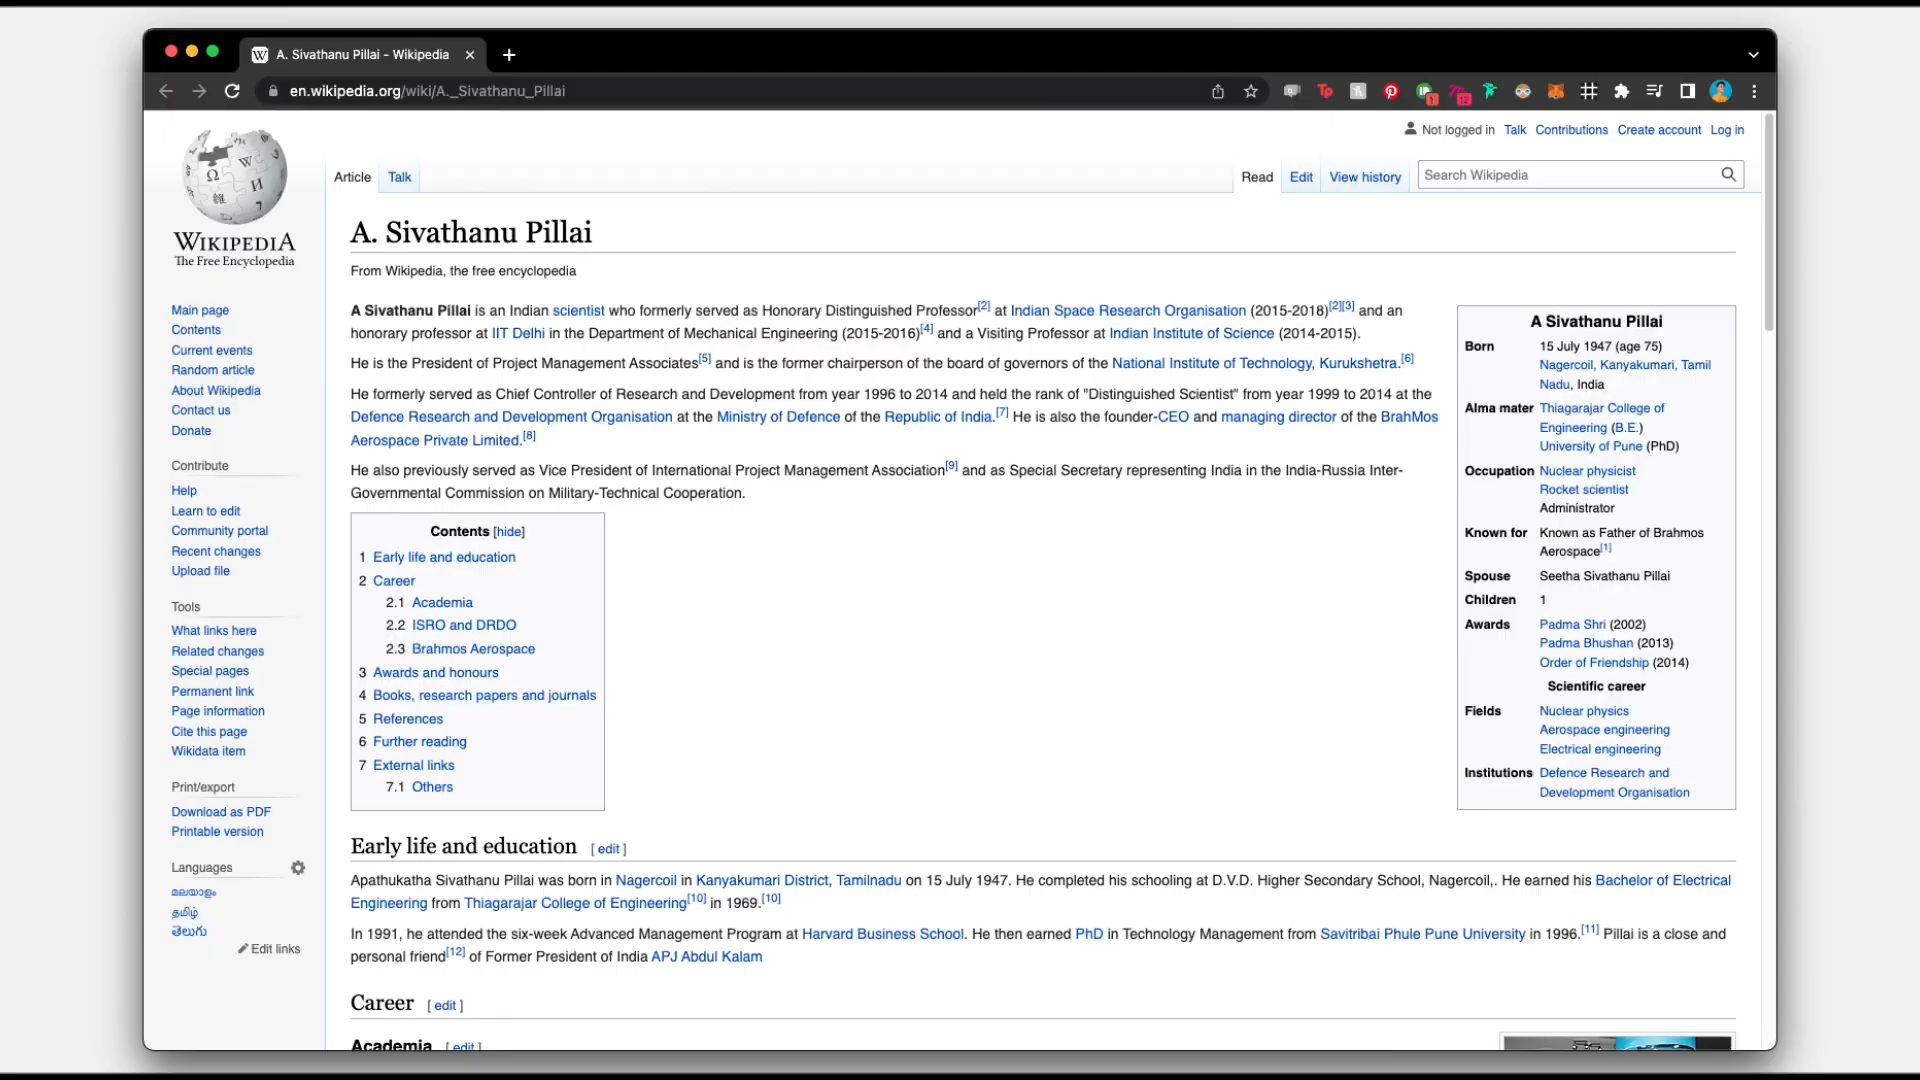 A. Sivathanu Pillai - Wikipedia
en.wikipedia.org/wiki/A._Sivathanu_Pillai
Not logged in Talk Contributions Create account Log in
Article Talk Read Edit View history Search Wikipedia
WIKIPEDIA
The Free Encyclopedia
Main page
Contents
Current events
Random article
About Wikipedia
Contact us
Donate
Contribute
Help
Learn to edit
Community portal
Recent changes
Upload file
Tools
What links here
Related changes
Special pages
Permanent link
Page information
Cite this page
Wikidata item
Print/export
Download as PDF
Printable version
Languages
മലയാളം
தமிழ்
తెలుగు
Edit links
A. Sivathanu Pillai
From Wikipedia, the free encyclopedia
A Sivathanu Pillai is an Indian scientist who formerly served as Honorary Distinguished Professor[2] at Indian Space Research Organisation (2015-2018)[2][3] and an
honorary professor at IIT Delhi in the Department of Mechanical Engineering (2015-2016)[4] and a Visiting Professor at Indian Institute of Science (2014-2015).
He is the President of Project Management Associates[5] and is the former chairperson of the board of governors of the National Institute of Technology, Kurukshetra.[6]
He formerly served as Chief Controller of Research and Development from year 1996 to 2014 and held the rank of "Distinguished Scientist" from year 1999 to 2014 at the
Defence Research and Development Organisation at the Ministry of Defence of the Republic of India.[7] He is also the founder-CEO and managing director of the BrahMos
Aerospace Private Limited.[8]
He also previously served as Vice President of International Project Management Association[9] and as Special Secretary representing India in the India-Russia Inter-
Governmental Commission on Military-Technical Cooperation.
Contents [hide]
1 Early life and education
2 Career
2.1 Academia
2.2 ISRO and DRDO
2.3 Brahmos Aerospace
3 Awards and honours
4 Books, research papers and journals
5 References
6 Further reading
7 External links
7.1 Others
A Sivathanu Pillai
Born 15 July 1947 (age 75)
Nagercoil, Kanyakumari, Tamil
Nadu, India
Alma mater Thiagarajar College of
Engineering (B.E.)
University of Pune (PhD)
Occupation Nuclear physicist
Rocket scientist
Administrator
Known for Known as Father of Brahmos
Aerospace[1]
Spouse Seetha Sivathanu Pillai
Children 1
Awards Padma Shri (2002)
Padma Bhushan (2013)
Order of Friendship (2014)
Scientific career
Fields Nuclear physics
Aerospace engineering
Electrical engineering
Institutions Defence Research and
Development Organisation
Early life and education [ edit ]
Apathukatha Sivathanu Pillai was born in Nagercoil in Kanyakumari District, Tamilnadu on 15 July 1947. He completed his schooling at D.V.D. Higher Secondary School, Nagercoil,. He earned his Bachelor of Electrical
Engineering from Thiagarajar College of Engineering[10] in 1969.[10]
In 1991, he attended the six-week Advanced Management Program at Harvard Business School. He then earned PhD in Technology Management from Savitribai Phule Pune University in 1996.[11] Pillai is a close and
personal friend[12] of Former President of India APJ Abdul Kalam
Career [ edit ]
Academia [ edit ]